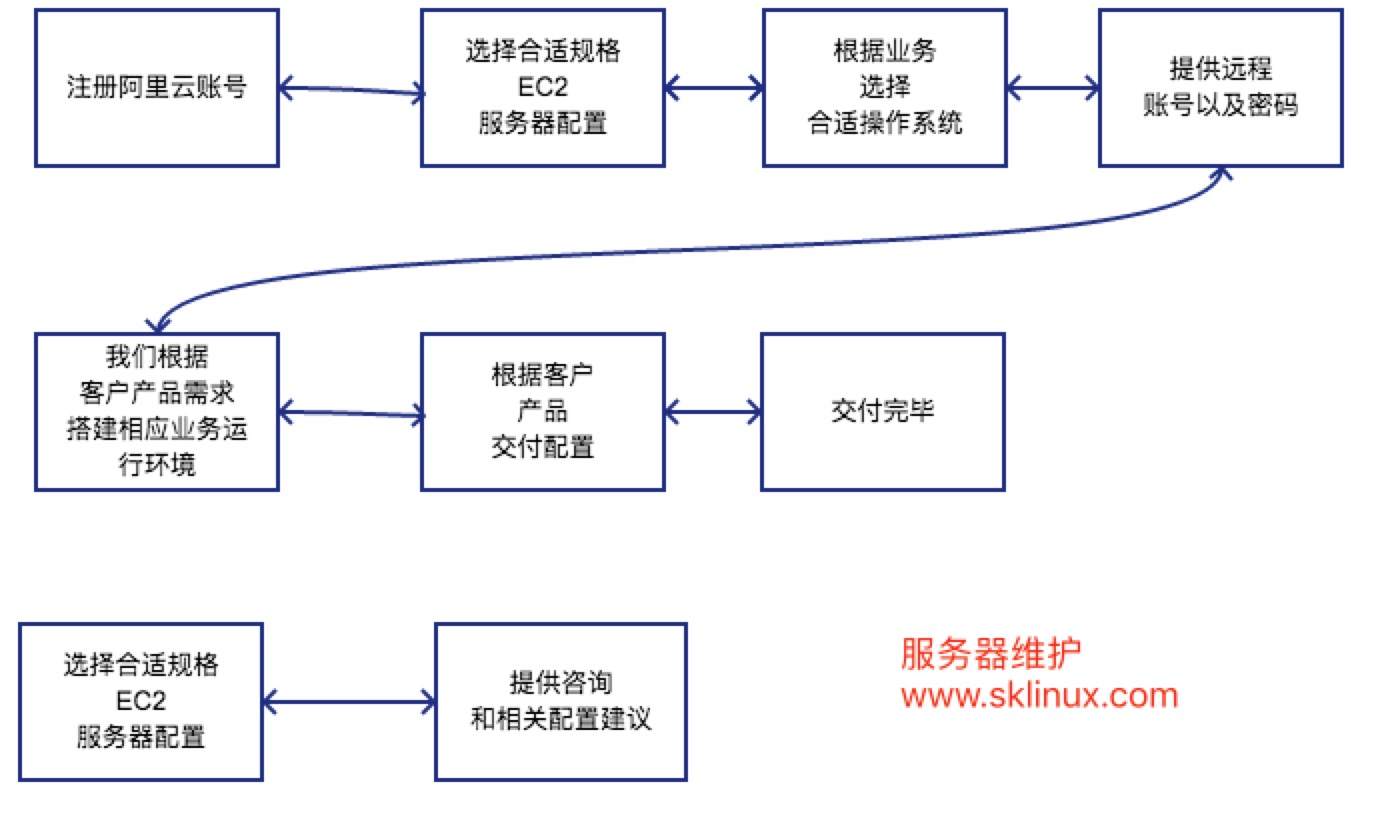 注册阿里云账号
选择合适规格
EC2
服务器配置
根据业务
选择
合适操作系统
提供远程
账号以及密码
我们根据
客户产品需求
搭建相应业务运
行环境
根据客户
产品
交付配置
交付完毕
选择合适规格
EC2
服务器配置
提供咨询
和相关配置建议
服务器维护
www.sklinux.com